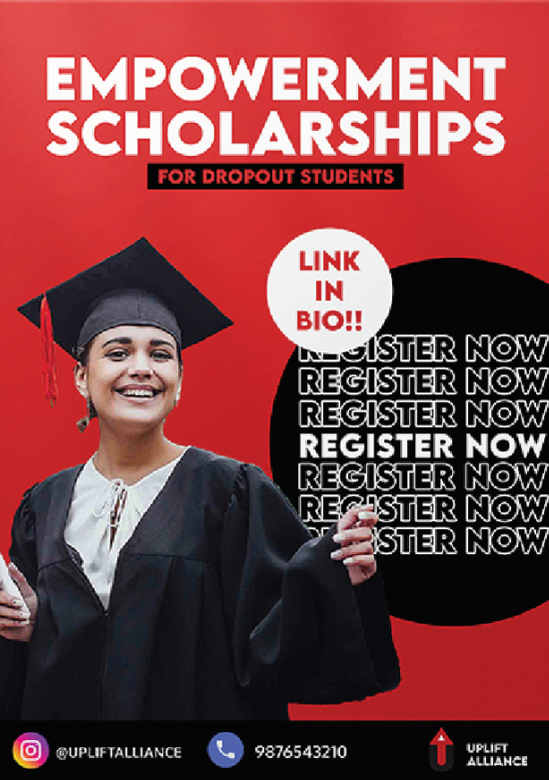 EMPOWERMENT
SCHOLARSHIPS
FOR DROPOUT STUDENTS
LINK
IN
BIO!!
REGISTER NOW
REGISTER NOW
REGISTER NOW
REGISTER NOW
REGISTER NOW
REGISTER NOW
REGISTER NOW
@UPLIFTALLIANCE
9876543210
UPLIFT
ALLIANCE